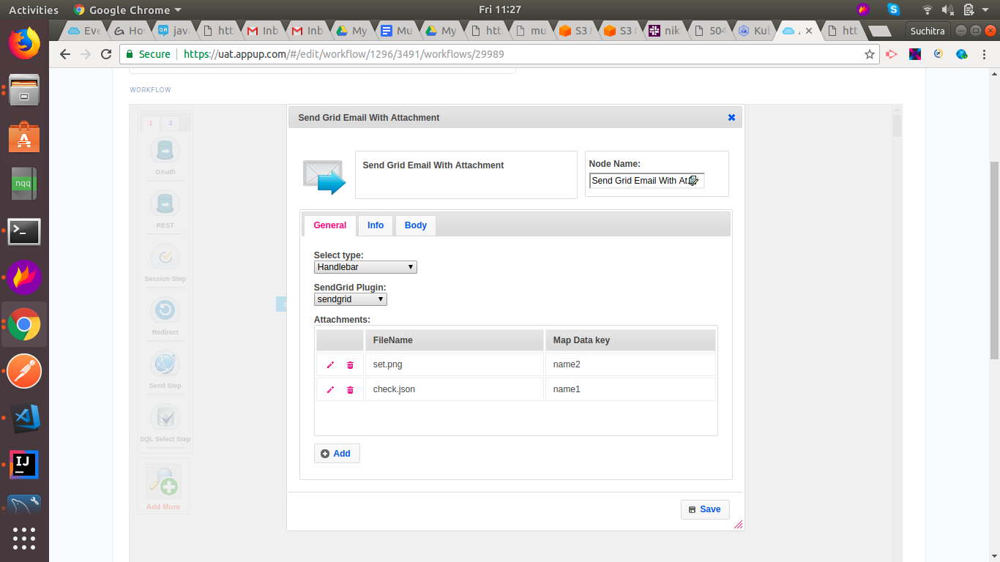 Activities Google Chrome Fri 11:27
Eve Ho java htt Inb Inb My Mu My htt mu S3 S3 nik 504 Kub A htt Suchitra
Secure https://uat.appup.com/#/edit/workflow/1296/3491/workflows/29989
WORKFLOW
1 2
OAuth
REST
Session Step
Redirect
Send Step
SQL Select Step
Add More
Send Grid Email With Attachment
Send Grid Email With Attachment
Node Name:
Send Grid Email With At
General Info Body
Select type:
Handlebar
SendGrid Plugin:
sendgrid
Attachments:
FileName Map Data key
set.png name2
check.json name1
Add
Save
nqq